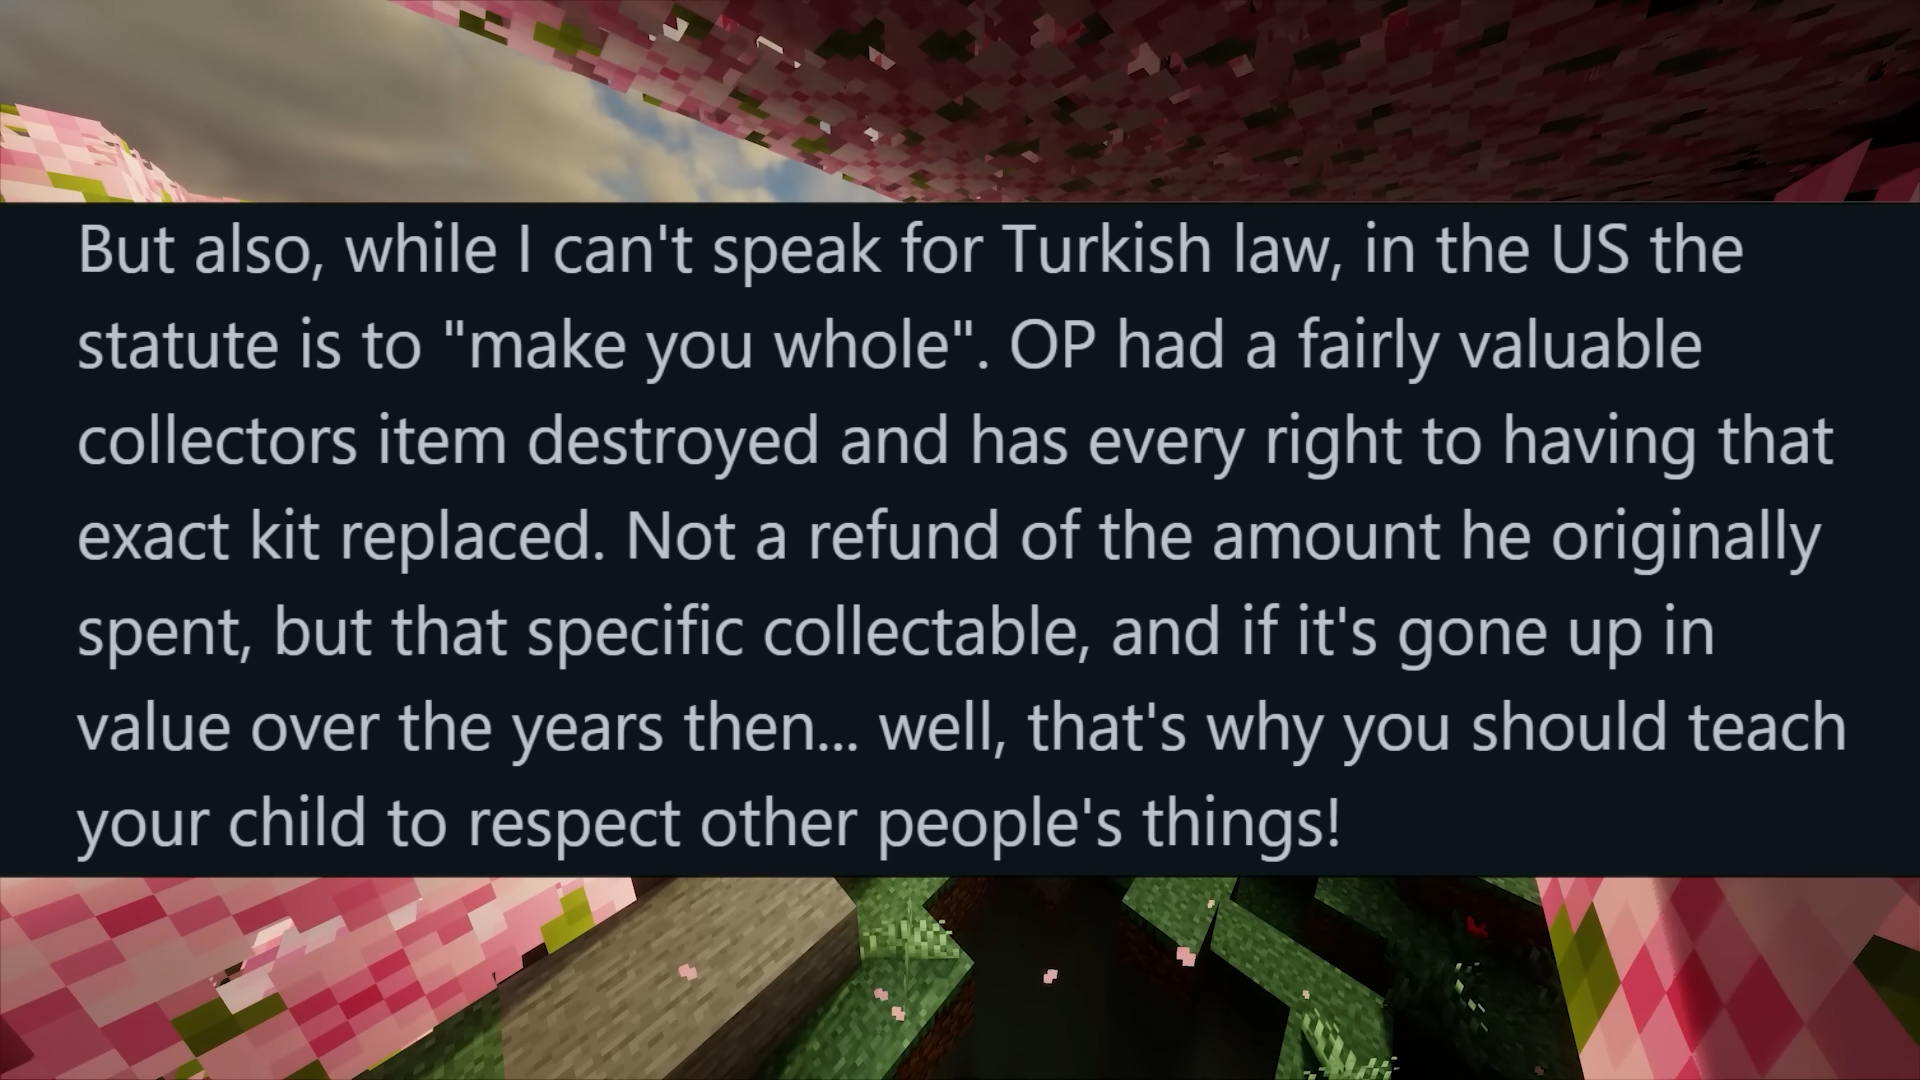 But also, while I can't speak for Turkish law, in the US the
statute is to "make you whole". OP had a fairly valuable
collectors item destroyed and has every right to having that
exact kit replaced. Not a refund of the amount he originally
spent, but that specific collectable, and if it's gone up in
value over the years then... well, that's why you should teach
your child to respect other people's things!